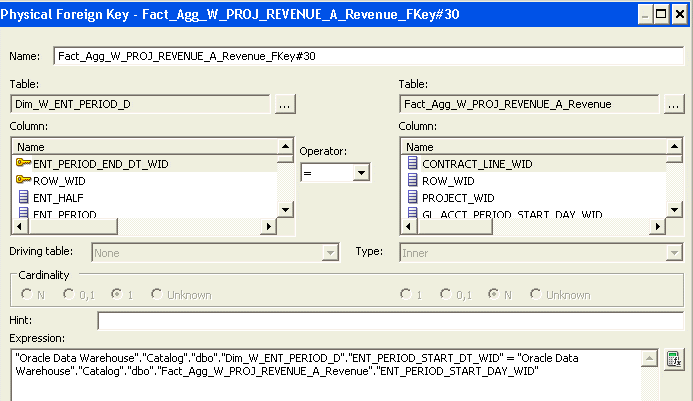 Physical Foreign Key - Fact_Agg_W_PROJ_REVENUE_A_Revenue_FKey#30
Name: Fact_Agg_W_PROJ_REVENUE_A_Revenue_FKey#30
Table: Table:
Dim_W_ENT_PERIOD_D ... Fact_Agg_W_PROJ_REVENUE_A_Revenue ...
Column: Column:
Name Operator: Name
ENT_PERIOD_END_DT_WID = CONTRACT_LINE_WID
ROW_WID ROW_WID
ENT_HALF PROJECT_WID
ENT_PERIOD GL_ACCT_PERIOD_START_DAY_WID
Driving table: None Type: Inner
Cardinality
N 0,1 1 Unknown 1 0,1 N Unknown
Hint:
Expression:
"Oracle Data Warehouse"."Catalog"."dbo"."Dim_W_ENT_PERIOD_D"."ENT_PERIOD_START_DT_WID" = "Oracle Data
Warehouse"."Catalog"."dbo"."Fact_Agg_W_PROJ_REVENUE_A_Revenue"."ENT_PERIOD_START_DAY_WID"